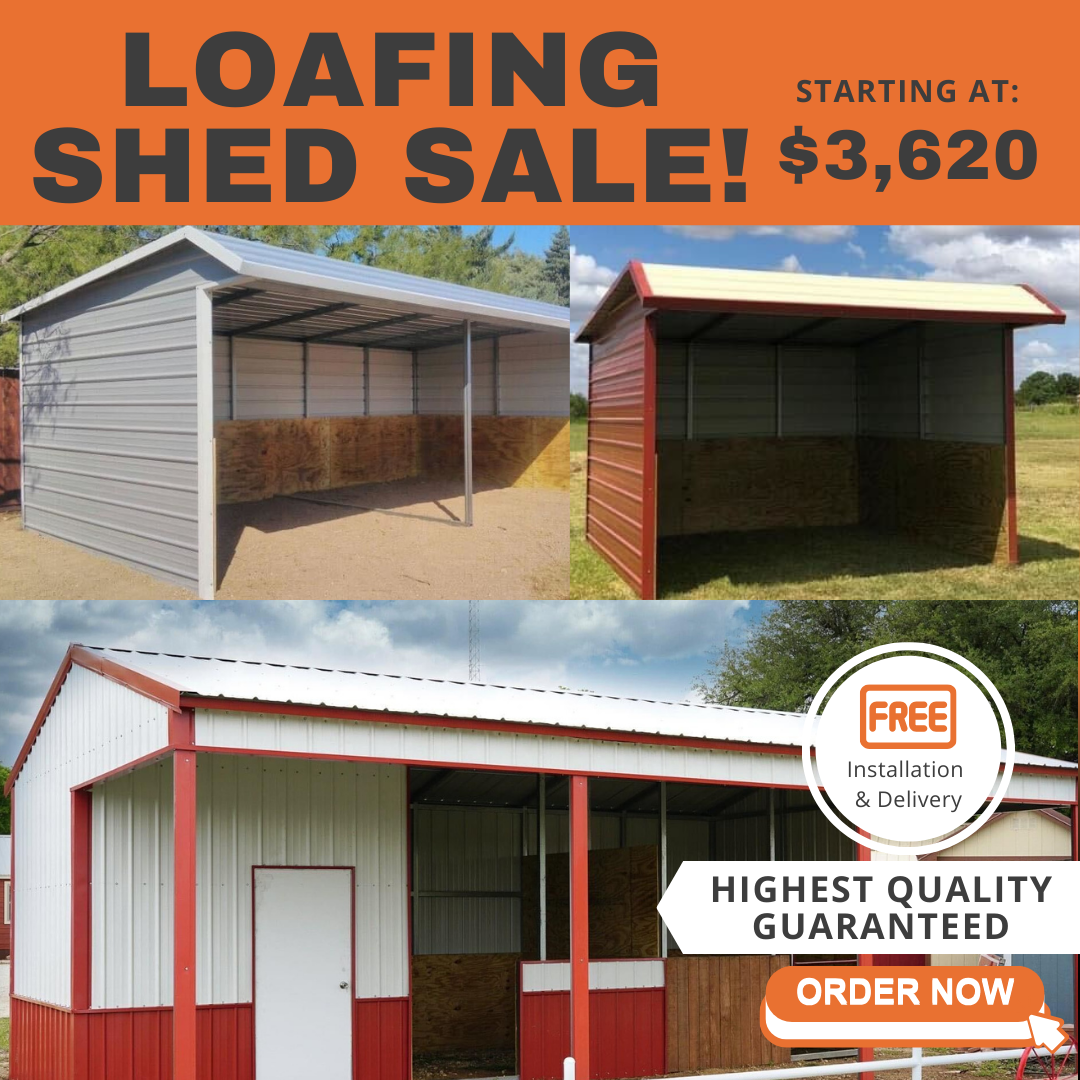 LOAFING
SHED SALE!
STARTING AT:
$3,620
FREE
Installation
& Delivery
HIGHEST QUALITY
GUARANTEED
ORDER NOW